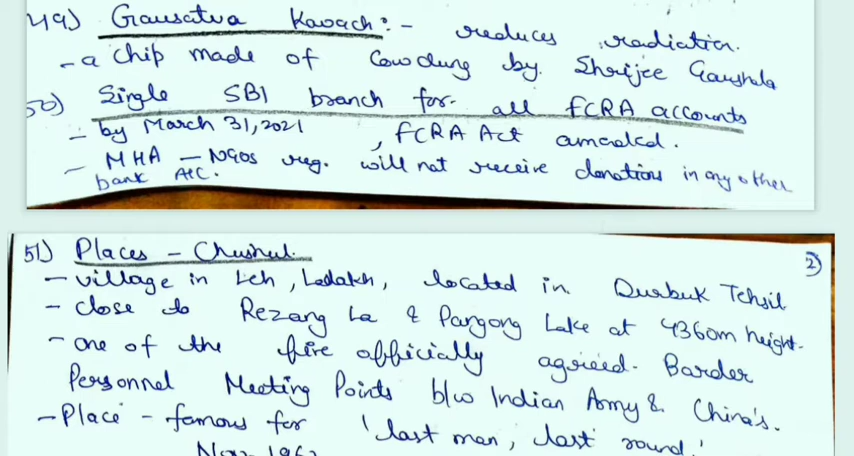 49) Gausatva Kavach :- reduces radiation.
- a chip made of Cowdung by Shrijee Gaushala
50) Single SBI branch for all FCRA accounts
- by March 31, 2021, FCRA Act amended.
- MHA - NGOs reg. will not receive donations in any other
bank A/C.
51) Places - Chushul.
2)
- village in Leh, Ladakh, located in Durbuk Tehsil
- close to Rezang La & Pangong Lake at 4360m height.
- one of the five officially agreed Border
Personnel Meeting Points b/w Indian Army & China's.
- Place - famous for 'last man, last round'
Nov 1962